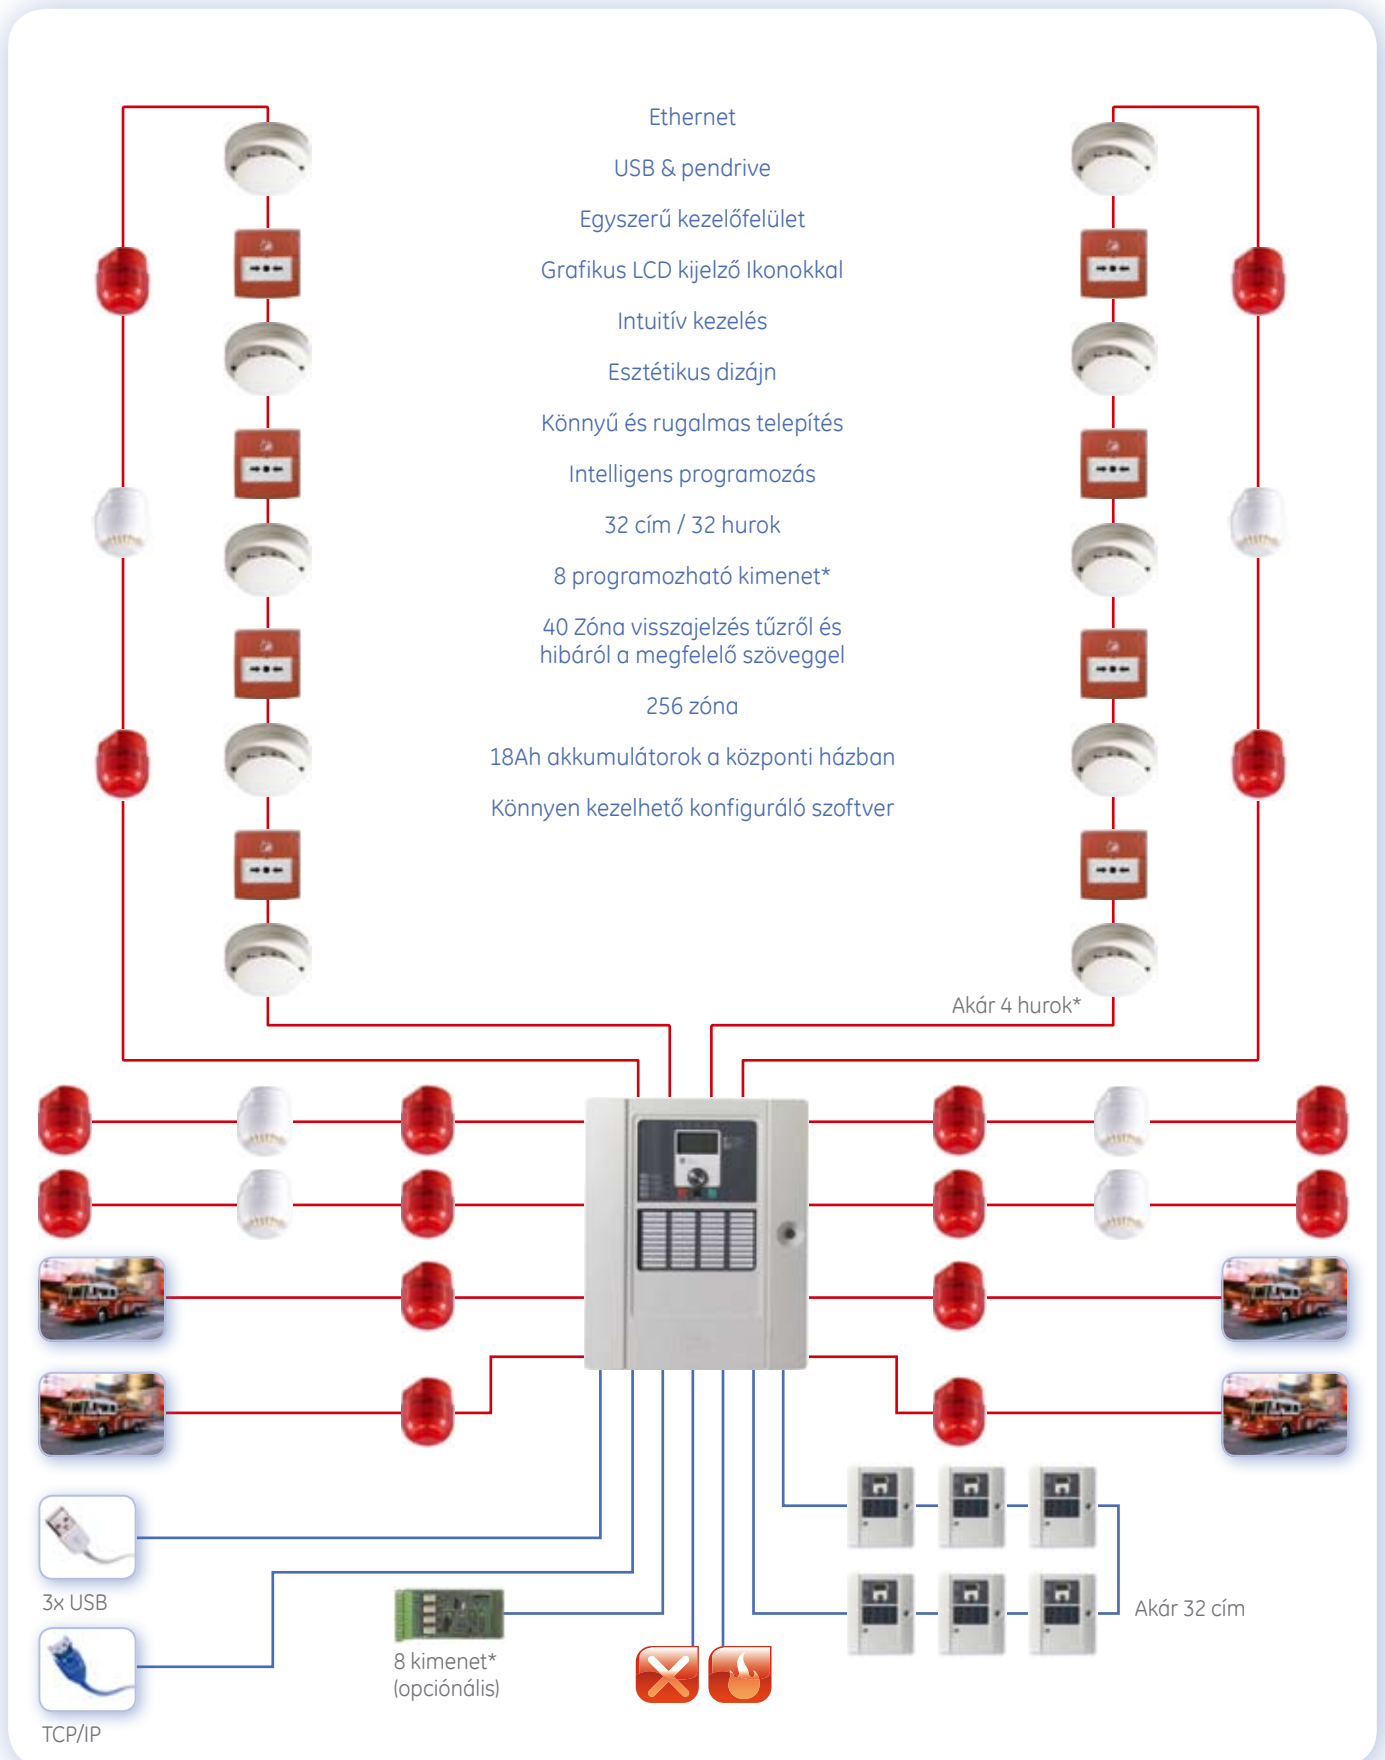 Ethernet
USB & pendrive
Egyszerű kezelőfelület
Grafikus LCD kijelző Ikonokkal
Intuitív kezelés
Esztétikus dizájn
Könnyű és rugalmas telepítés
Intelligens programozás
32 cím / 32 hurok
8 programozható kimenet*
40 Zóna visszajelzés tűzről és
hibáról a megfelelő szöveggel
256 zóna
18Ah akkumulátorok a központi házban
Könnyen kezelhető konfiguráló szoftver
Akár 4 hurok*
3x USB
TCP/IP
8 kimenet*
(opciónális)
Akár 32 cím